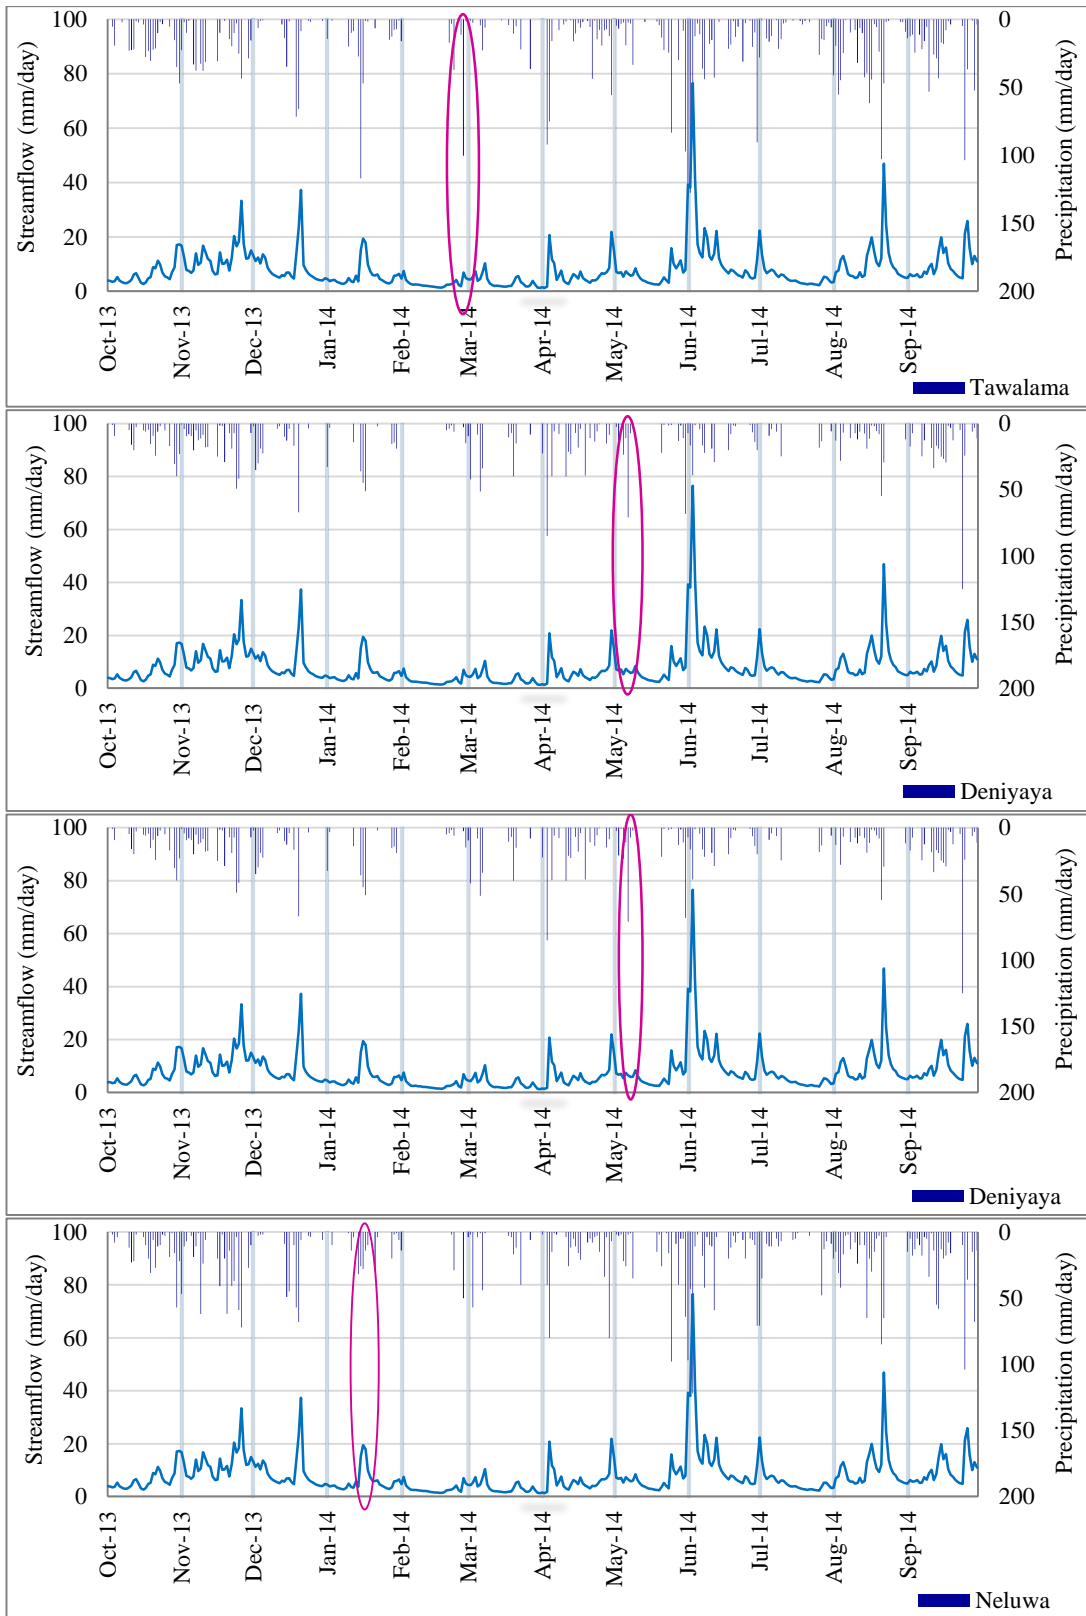 Streamflow (mm/day)
100
80
60
40
20
0
Precipitation (mm/day)
0
50
100
150
200
Oct-13
Nov-13
Dec-13
Jan-14
Feb-14
Mar-14
Apr-14
May-14
Jun-14
Jul-14
Aug-14
Sep-14
Tawalama
Streamflow (mm/day)
100
80
60
40
20
0
Precipitation (mm/day)
0
50
100
150
200
Oct-13
Nov-13
Dec-13
Jan-14
Feb-14
Mar-14
Apr-14
May-14
Jun-14
Jul-14
Aug-14
Sep-14
Deniyaya
Streamflow (mm/day)
100
80
60
40
20
0
Precipitation (mm/day)
0
50
100
150
200
Oct-13
Nov-13
Dec-13
Jan-14
Feb-14
Mar-14
Apr-14
May-14
Jun-14
Jul-14
Aug-14
Sep-14
Deniyaya
Streamflow (mm/day)
100
80
60
40
20
0
Precipitation (mm/day)
0
50
100
150
200
Oct-13
Nov-13
Dec-13
Jan-14
Feb-14
Mar-14
Apr-14
May-14
Jun-14
Jul-14
Aug-14
Sep-14
Neluwa